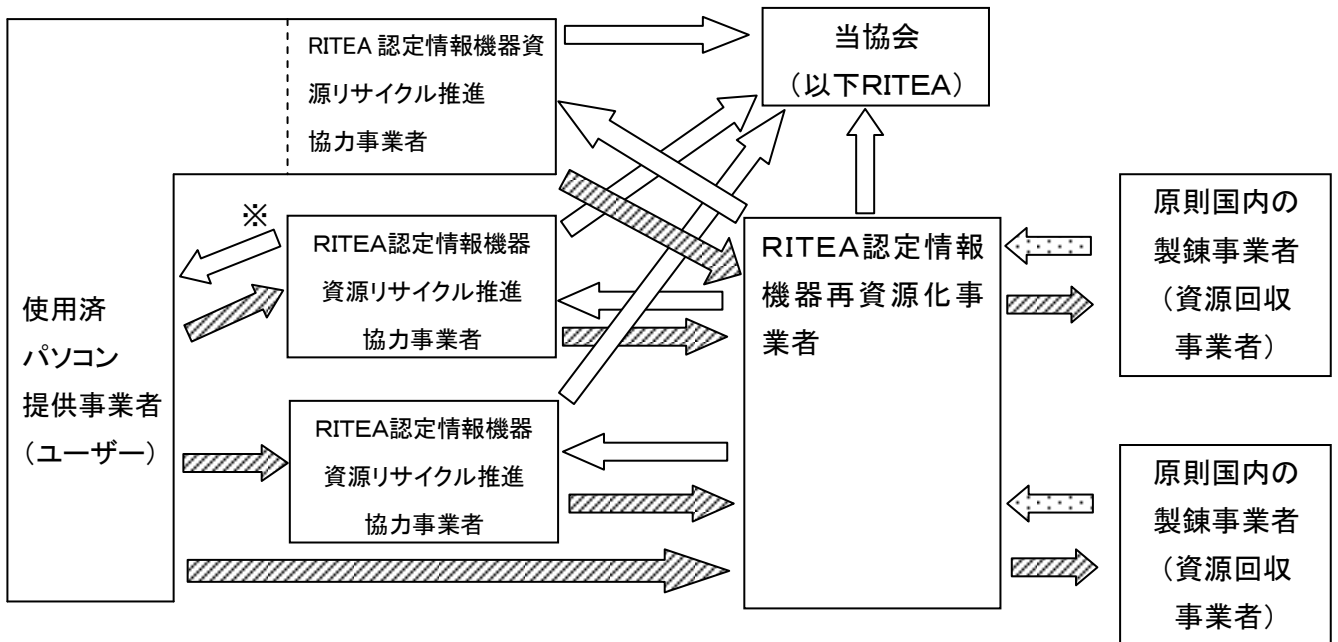 RITEA 認定情報機器資
源リサイクル推進
協力事業者
当協会
（以下RITEA）
※
RITEA認定情報機器
資源リサイクル推進
協力事業者
使用済
パソコン
提供事業者
（ユーザー）
RITEA認定情報機器
資源リサイクル推進
協力事業者
RITEA認定情報
機器再資源化事
業者
原則国内の
製錬事業者
（資源回収
事業者）
原則国内の
製錬事業者
（資源回収
事業者）